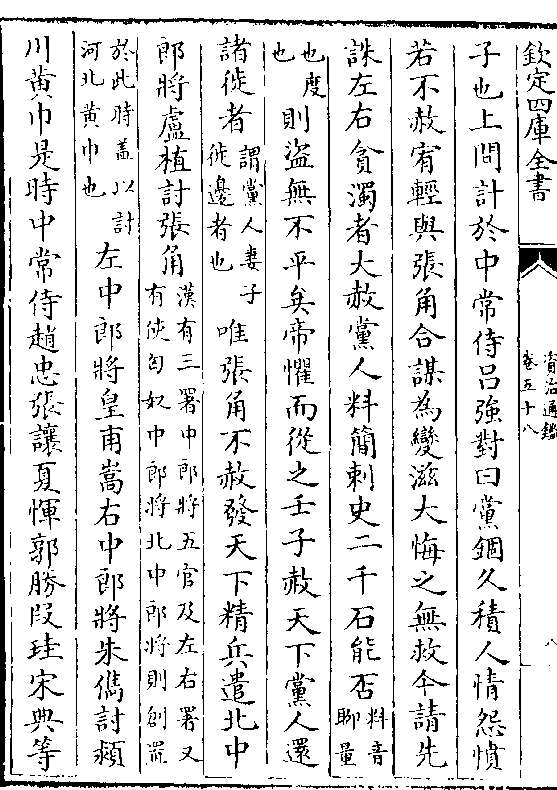 欽定四庫全書
資治通鑑
卷五十八
八
子也上問計於中常侍吕強對曰黨錮久積人情怨憤
若不赦宥輕與張角合謀為變滋大悔之無救今請先
誅左右貪濁者大赦黨人料簡刺史二千石能否料音聊量
也度也則盜無不平矣帝懼而從之壬子赦天下黨人還
諸徙者謂黨人妻子徙邊者也唯張角不赦發天下精兵遣北中
郎將盧植討張角漢有三署中郎將五官及左右署又有使匈奴中郎將北中郎將則創置
於此時盖以討河北黄巾也左中郎將皇甫嵩右中郎將朱儁討潁
川黄巾是時中常侍趙忠張讓夏惲郭勝段珪宋典等